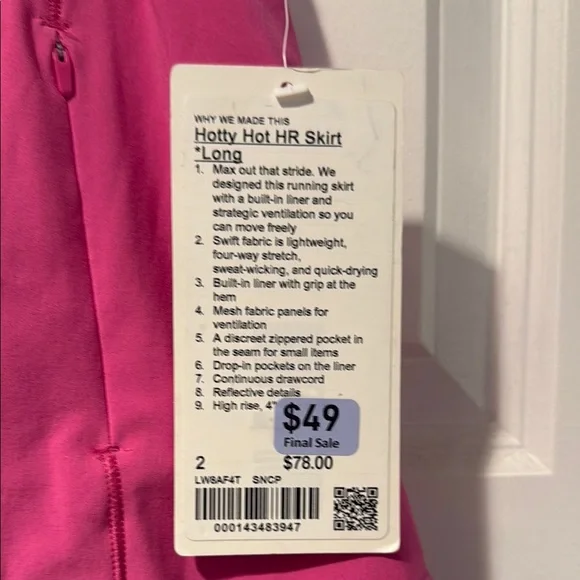 WHY WE MADE THIS
Hotty Hot HR Skirt
*Long
1. Max out that stride. We
designed this running skirt
with a built-in liner and
strategic ventilation so you
can move freely
2. Swift fabric is lightweight,
four-way stretch,
sweat-wicking, and quick-drying
3. Built-in liner with grip at the
hem
4. Mesh fabric panels for
ventilation
5. A discreet zippered pocket in
the seam for small items
6. Drop-in pockets on the liner
7. Continuous drawcord
8. Reflective details
9. High rise, 4"
$49
Final Sale
2 $78.00
LW8AF4T SNCP
000143483947